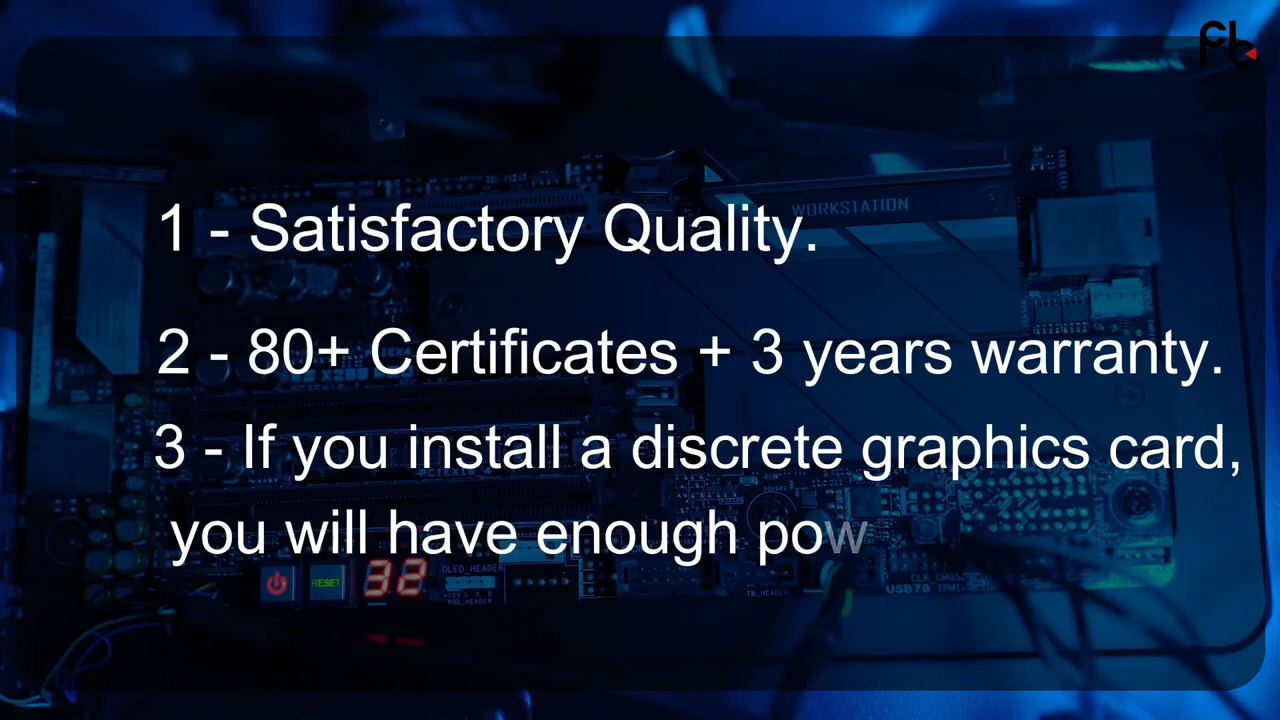 WORKSTATION
1 - Satisfactory Quality.
2 - 80+ Certificates + 3 years warranty.
3 - If you install a discrete graphics card,
you will have enough pow
RESET
32
OLED_HEADER